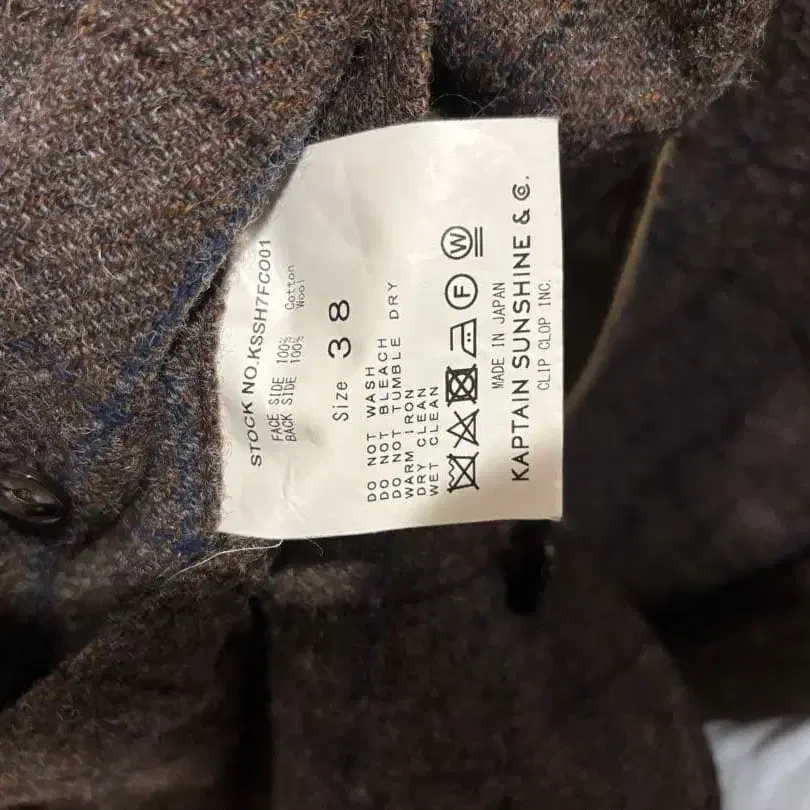 STOCK NO.KSSH7FCO01
FACE SIDE 100% Cotton
BACK SIDE 100% Wool
Size 38
DO NOT WASH
DO NOT BLEACH
DO NOT TUMBLE DRY
WARM IRON
DRY CLEAN
WET CLEAN
F W
MADE IN JAPAN
KAPTAIN SUNSHINE & Co.
CLIP CLOP INC.